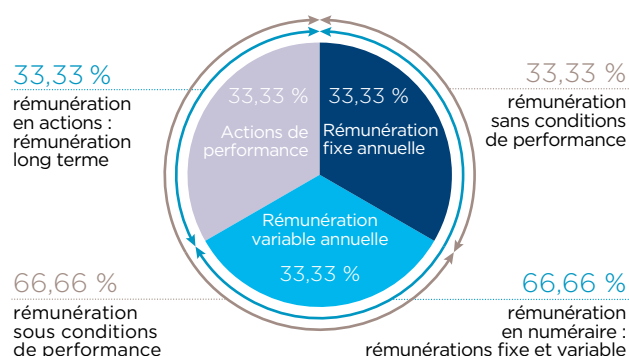 33,33 %
rémunération
en actions :
rémunération
long terme
33,33 %
Actions de
performance
33,33 %
Rémunération
fixe annuelle
33,33 %
rémunération
sans conditions
de performance
Rémunération
variable annuelle
33,33 %
66,66 %
rémunération
sous conditions
de performance
66,66 %
rémunération
en numéraire :
rémunérations fixe et variable